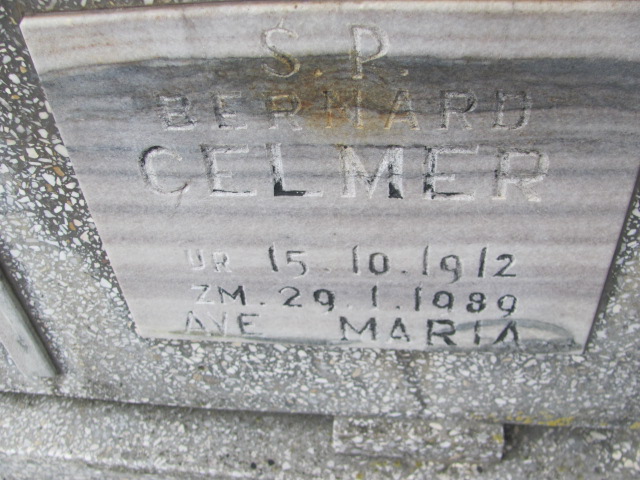 S.P.
BERNARD
CELMER
UR 15.10.1912
ZM. 29.1.1989
AVE MARIA